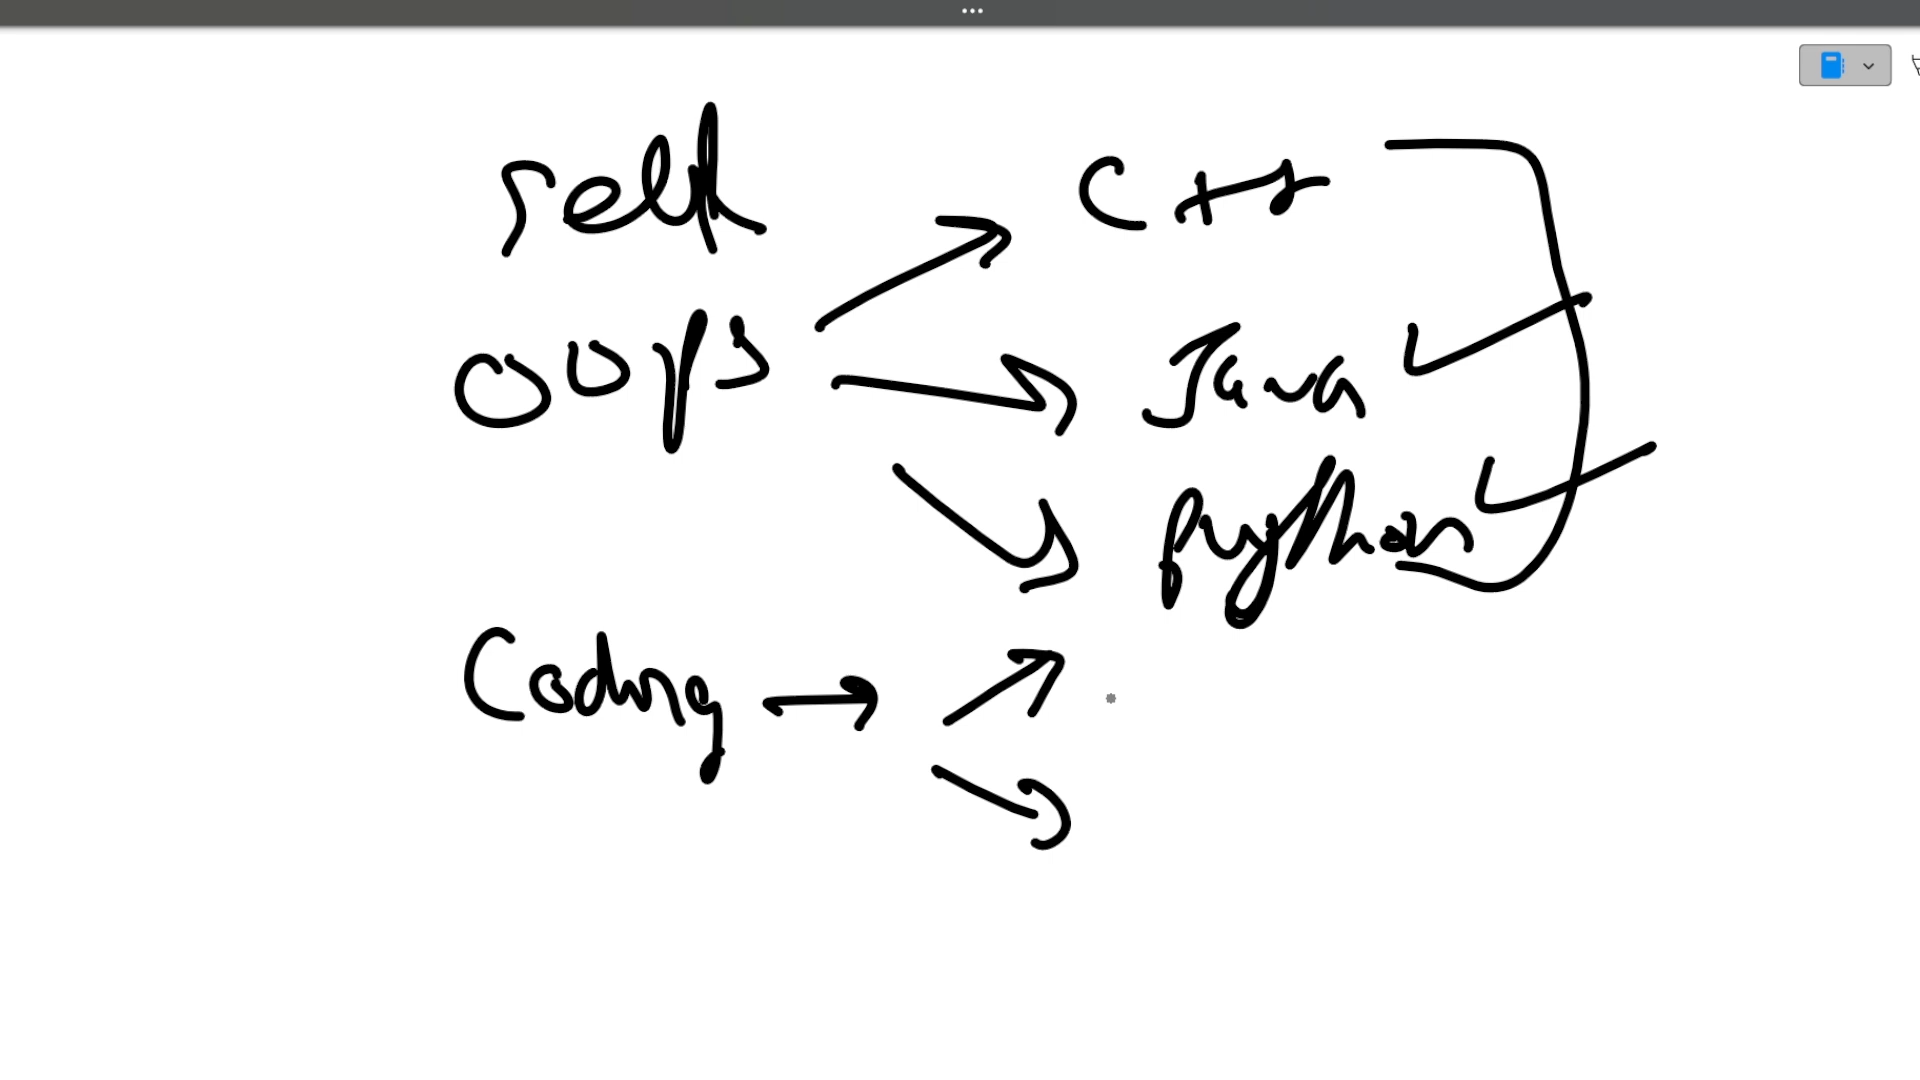 self
C++
oops
Java
Python
Coding